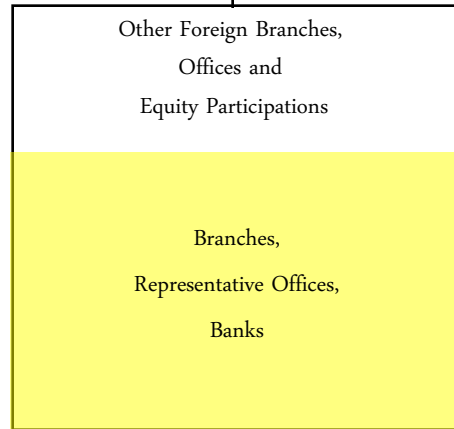 Other Foreign Branches,
Offices and
Equity Participations
Branches,
Representative Offices,
Banks